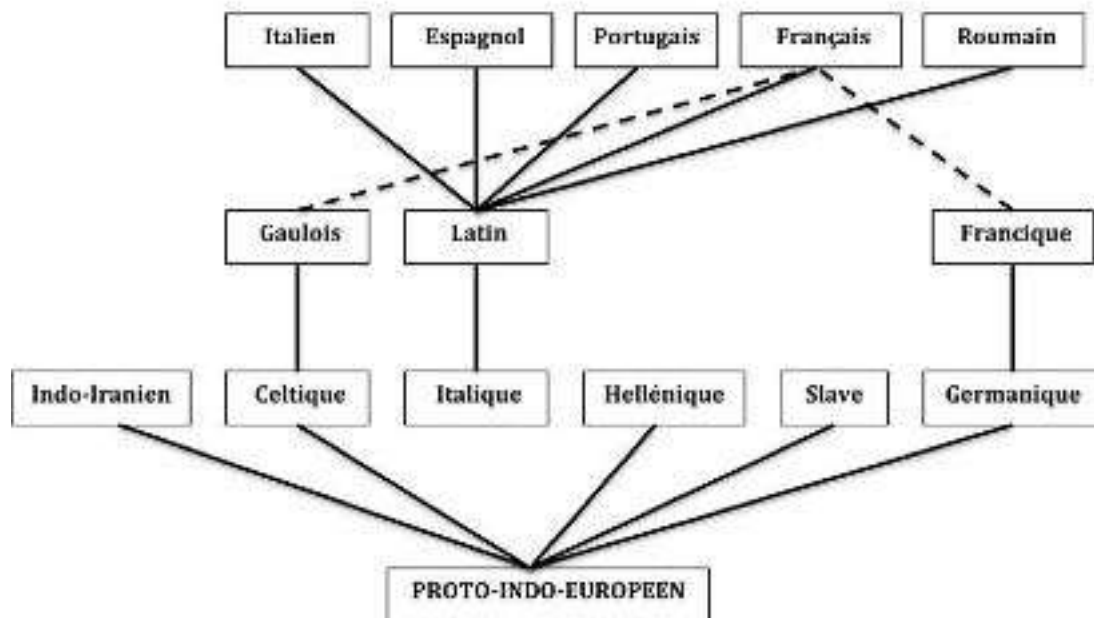 Italien Espagnol Portugais Français Roumain
Gaulois Latin Francique
Indo-Iranien Celtique Italique Hellénique Slave Germanique
PROTO-INDO-EUROPEEN